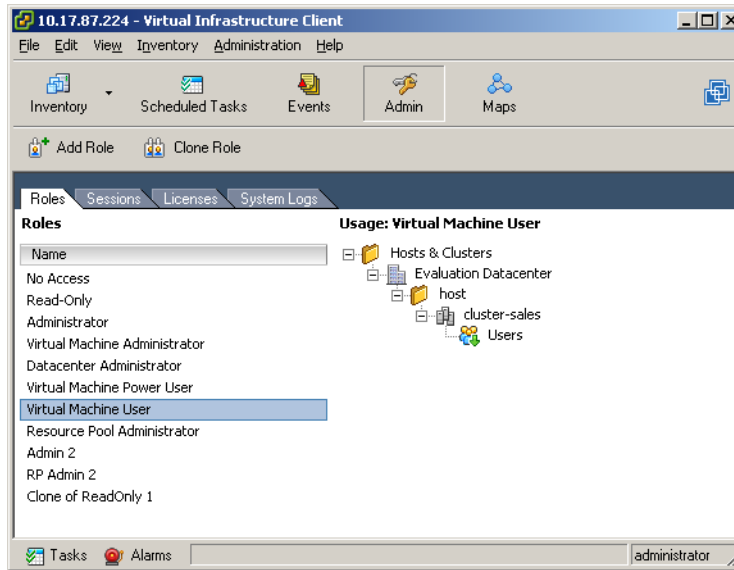 10.17.87.224 - Virtual Infrastructure Client
File Edit View Inventory Administration Help
Inventory Scheduled Tasks Events Admin Maps
Add Role Clone Role
Roles Sessions Licenses System Logs
Roles
Name
No Access
Read-Only
Administrator
Virtual Machine Administrator
Datacenter Administrator
Virtual Machine Power User
Virtual Machine User
Resource Pool Administrator
Admin 2
RP Admin 2
Clone of ReadOnly 1
Usage: Virtual Machine User
Hosts & Clusters
Evaluation Datacenter
host
cluster-sales
Users
Tasks Alarms administrator